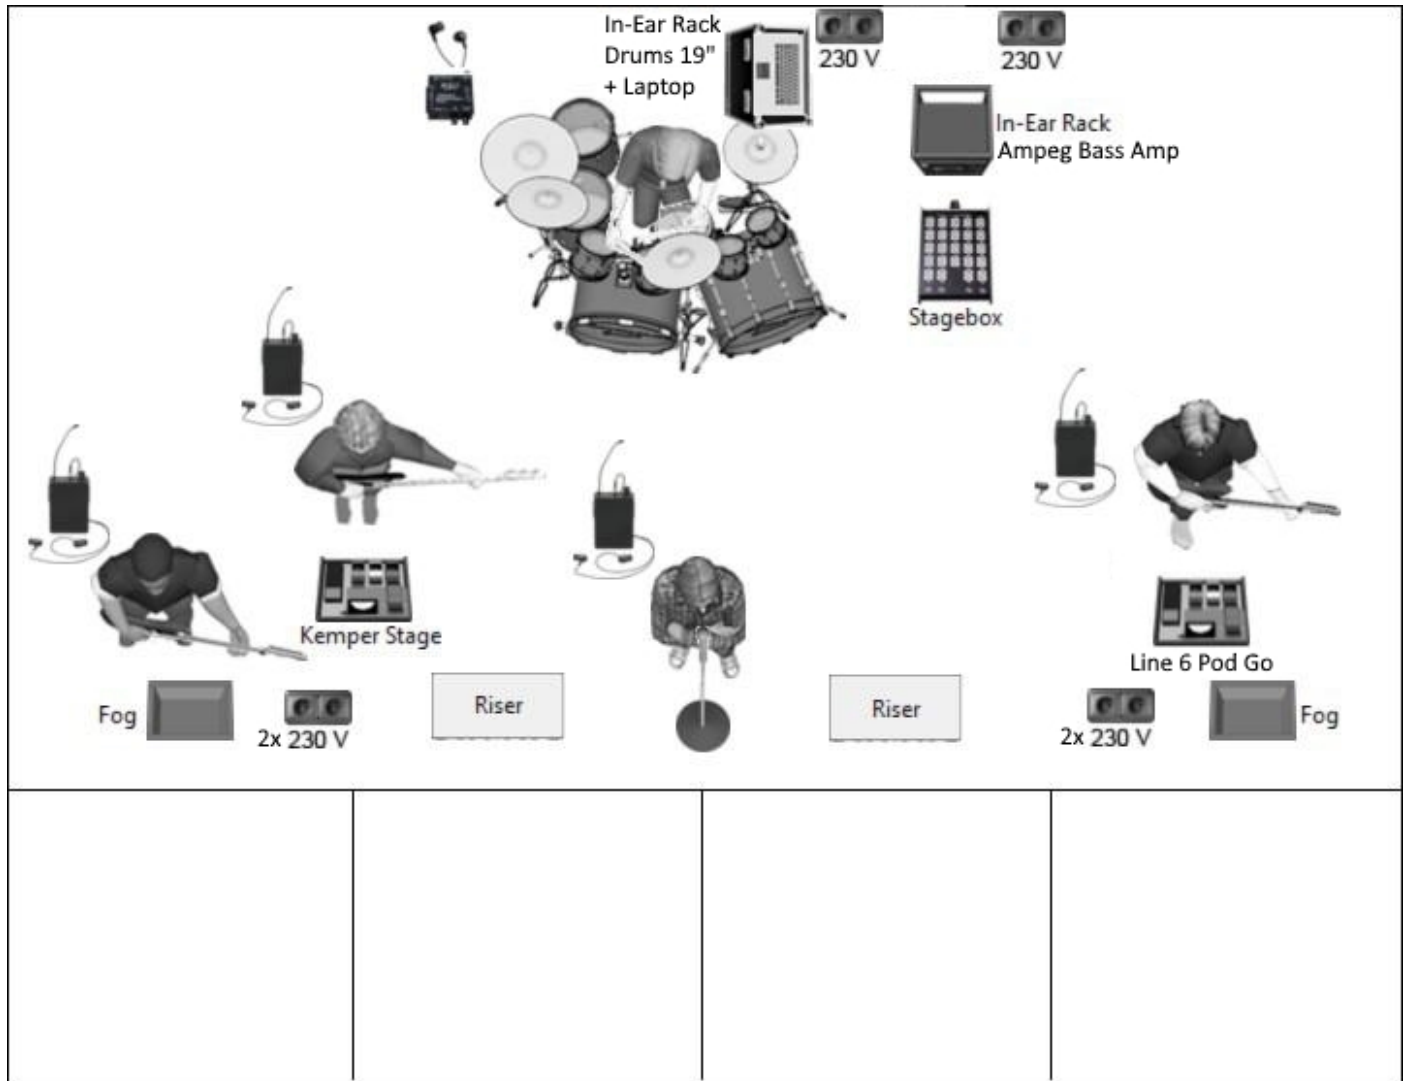 In-Ear Rack
Drums 19"
+ Laptop
230 V
230 V
In-Ear Rack
Ampeg Bass Amp
Stagebox
Kemper Stage
Line 6 Pod Go
Fog
2x 230 V
Riser
Riser
2x 230 V
Fog